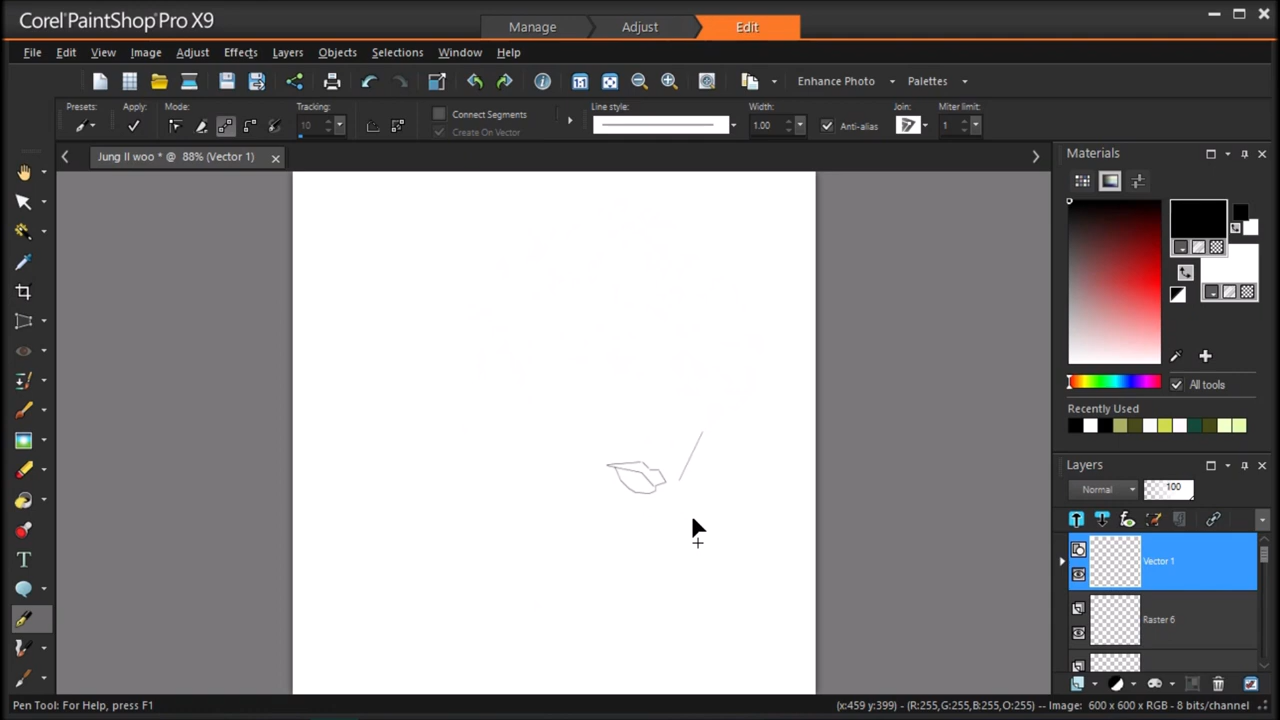 Corel PaintShop Pro X9
Manage
Adjust
Edit
File
Edit
View
Image
Adjust
Effects
Layers
Objects
Selections
Window
Help
Enhance Photo
Palettes
Presets:
Apply:
Mode:
Tracking:
10
Connect Segments
Create On Vector
Line style:
Width:
1.00
Anti-alias
Join:
Miter limit:
1
Jung Il woo * @ 88% (Vector 1)
Materials
All tools
Recently Used
Layers
Normal
100
Vector 1
Raster 6
Pen Tool: For Help, press F1
(x:459 y:399) - (R:255,G:255,B:255,O:255) -- Image: 600 x 600 x RGB - 8 bits/channel